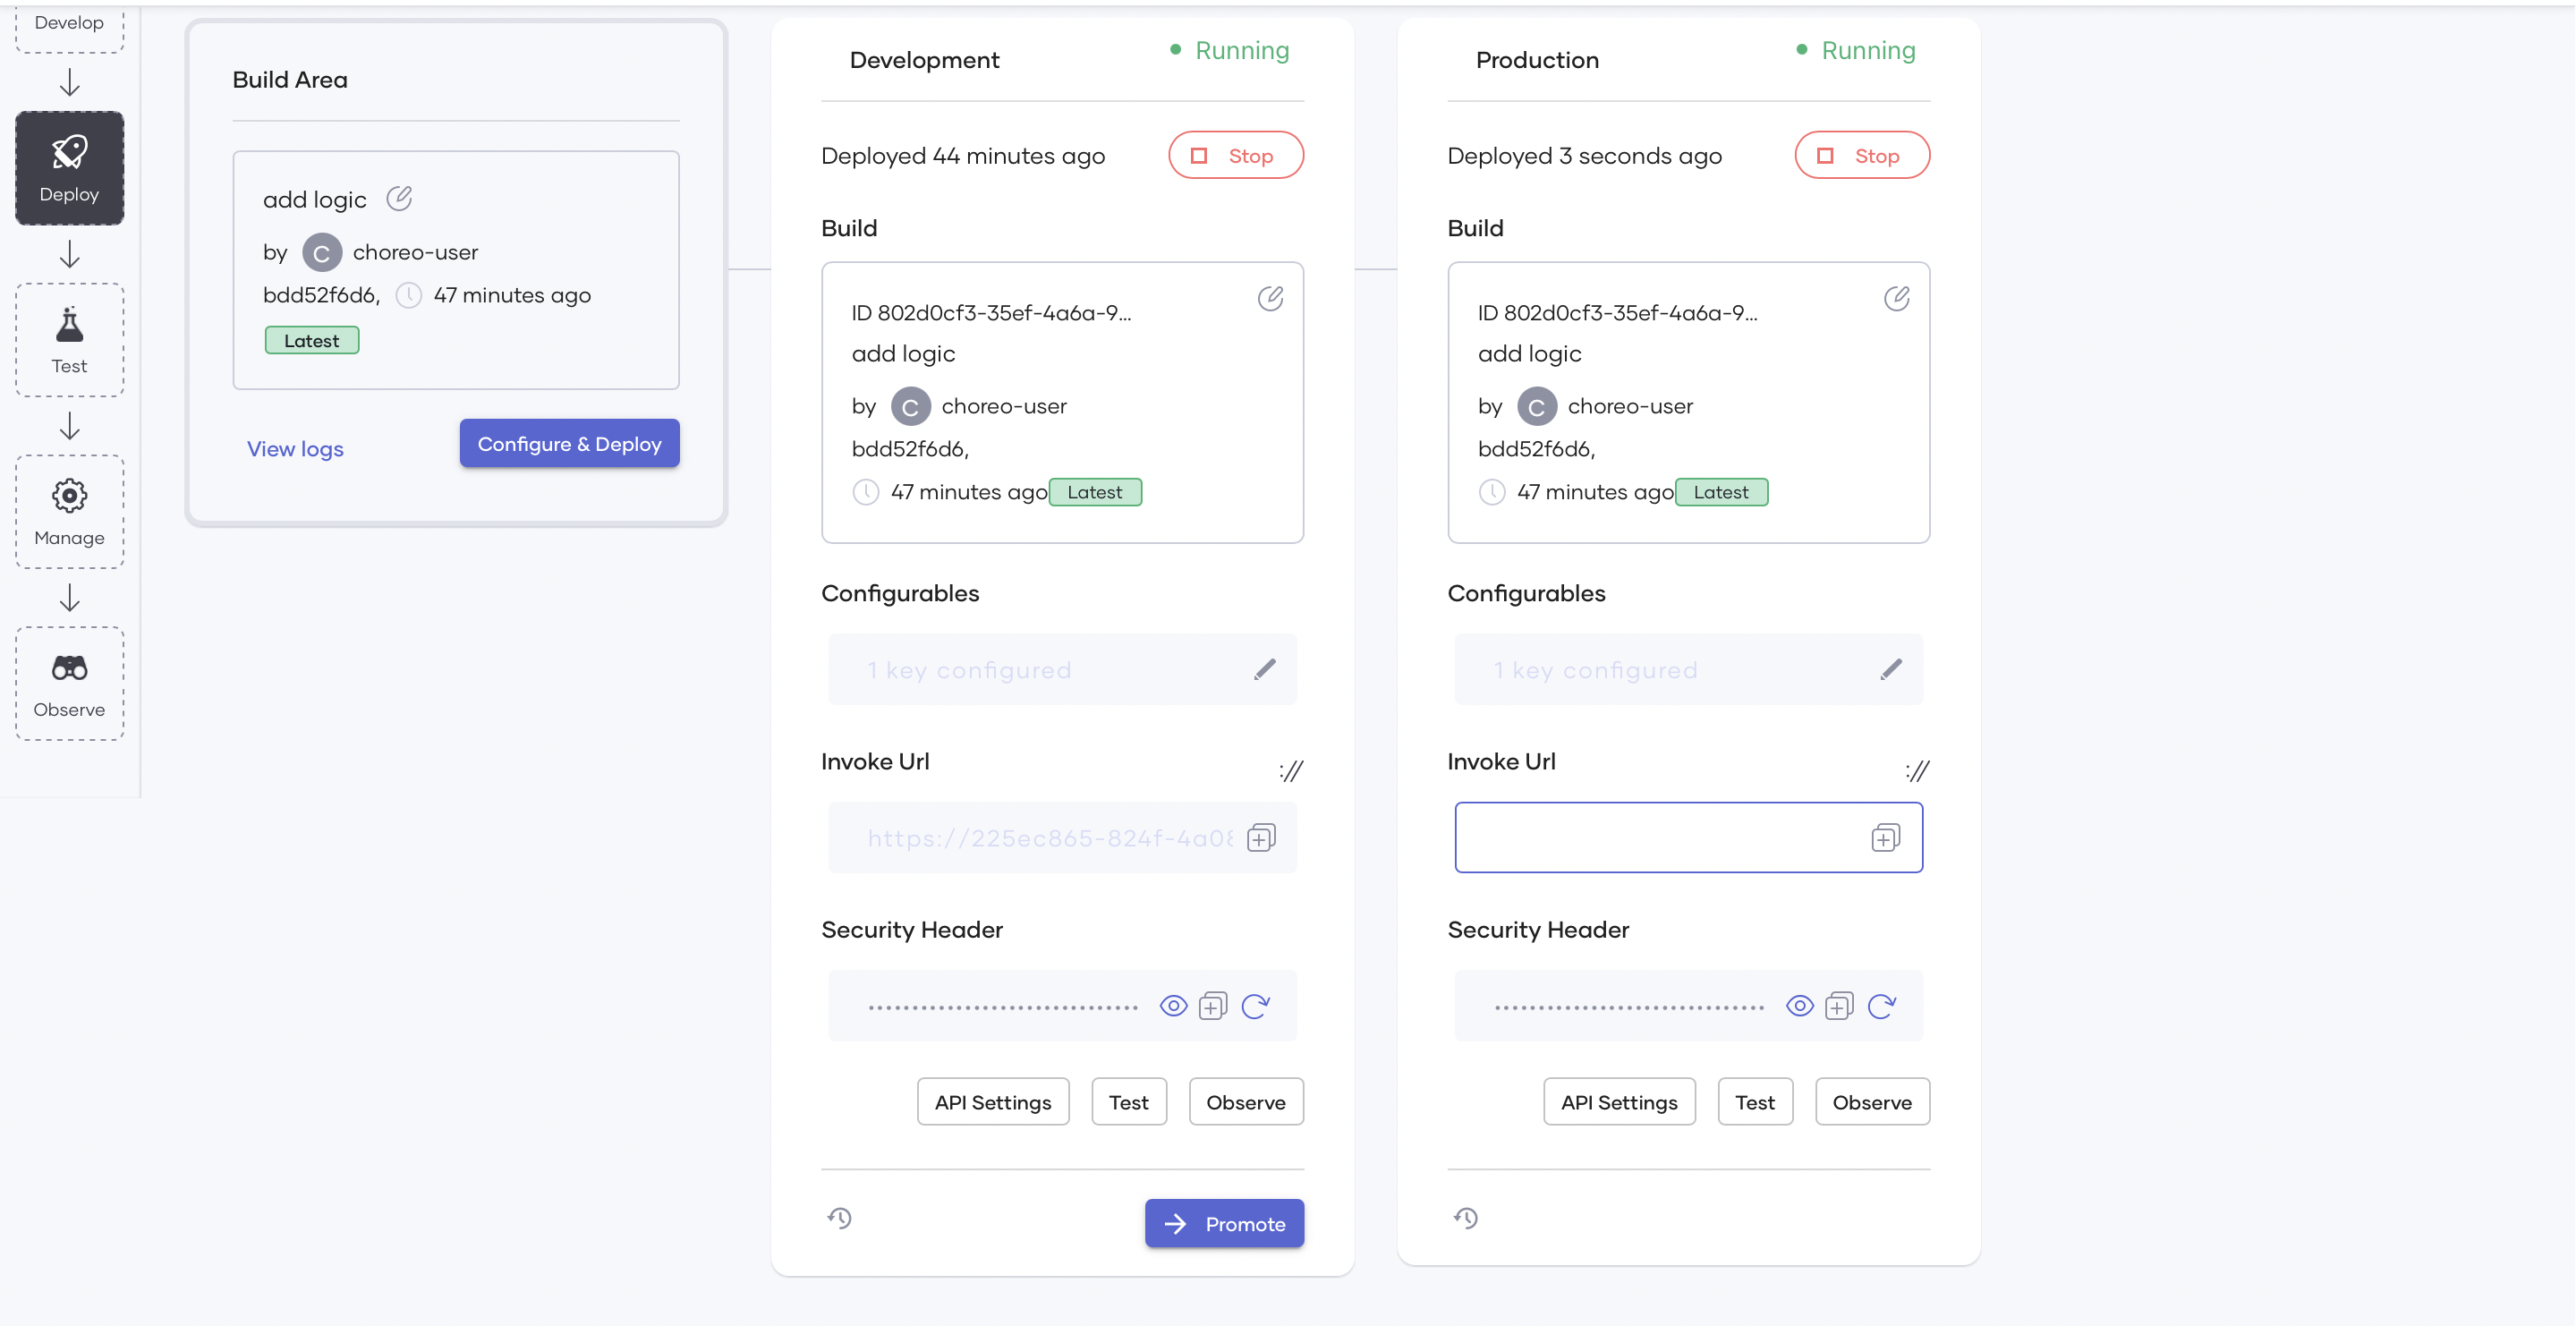 Develop
Deploy
Test
Manage
Observe
Build Area
add logic
by C choreo-user
bdd52f6d6, 47 minutes ago
Latest
View logs
Configure & Deploy
Development
Running
Deployed 44 minutes ago
Stop
Build
ID 802d0cf3-35ef-4a6a-9...
add logic
by C choreo-user
bdd52f6d6,
47 minutes ago Latest
Configurables
1 key configured
Invoke Url
://
https://225ec865-824f-4a08
Security Header
API Settings
Test
Observe
Promote
Production
Running
Deployed 3 seconds ago
Stop
Build
ID 802d0cf3-35ef-4a6a-9...
add logic
by C choreo-user
bdd52f6d6,
47 minutes ago Latest
Configurables
1 key configured
Invoke Url
://
Security Header
API Settings
Test
Observe